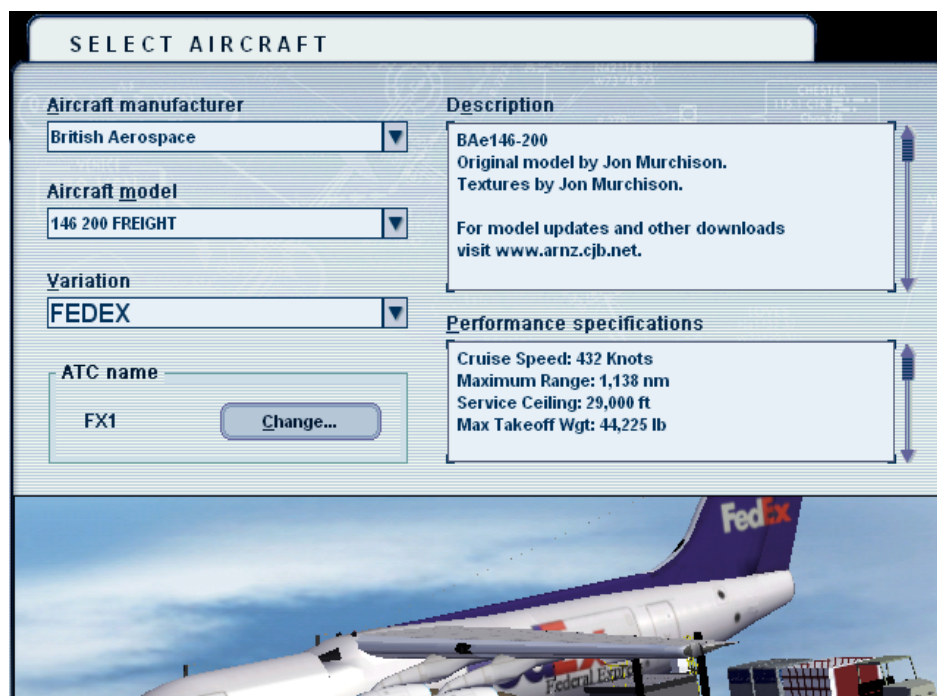 SELECT AIRCRAFT
Aircraft manufacturer
British Aerospace
Aircraft model
146 200 FREIGHT
Variation
FEDEX
ATC name
FX1
Change...
Description
BAe146-200
Original model by Jon Murchison.
Textures by Jon Murchison.
For model updates and other downloads
visit www.arnz.cjb.net.
Performance specifications
Cruise Speed: 432 Knots
Maximum Range: 1,138 nm
Service Ceiling: 29,000 ft
Max Takeoff Wgt: 44,225 lb
CHESTER
FedEx
Ex
Federal